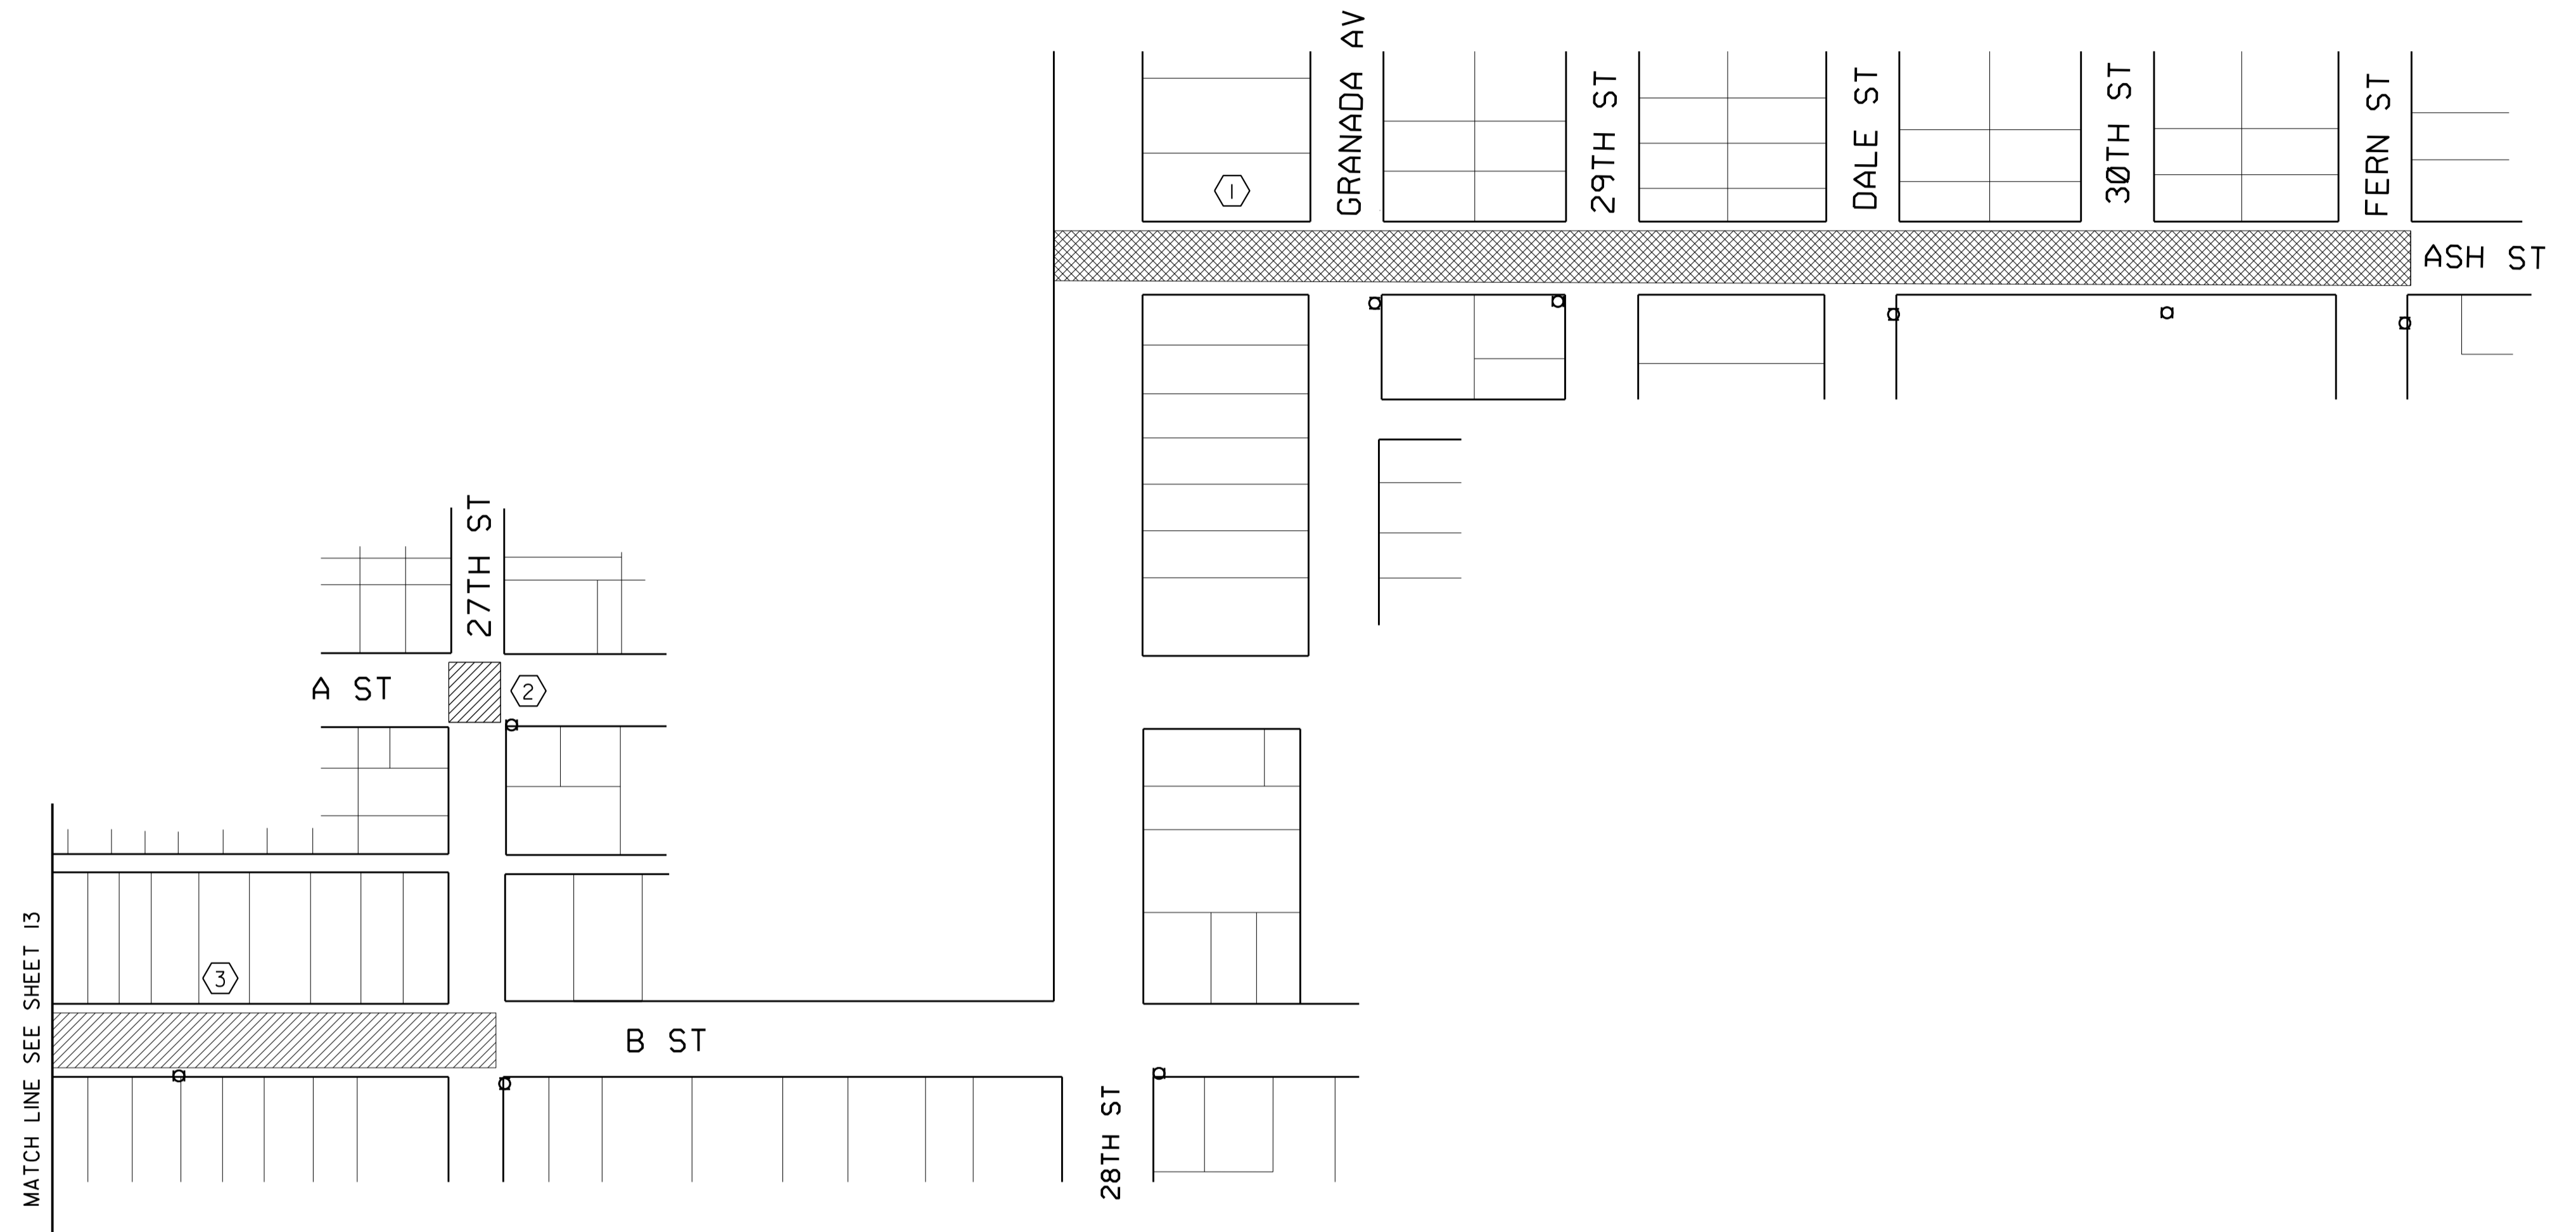 GRANADA AV
29TH ST
DALE ST
30TH ST
FERN ST
1
ASH ST
27TH ST
A ST
2
3
B ST
28TH ST
MATCH LINE SEE SHEET 13